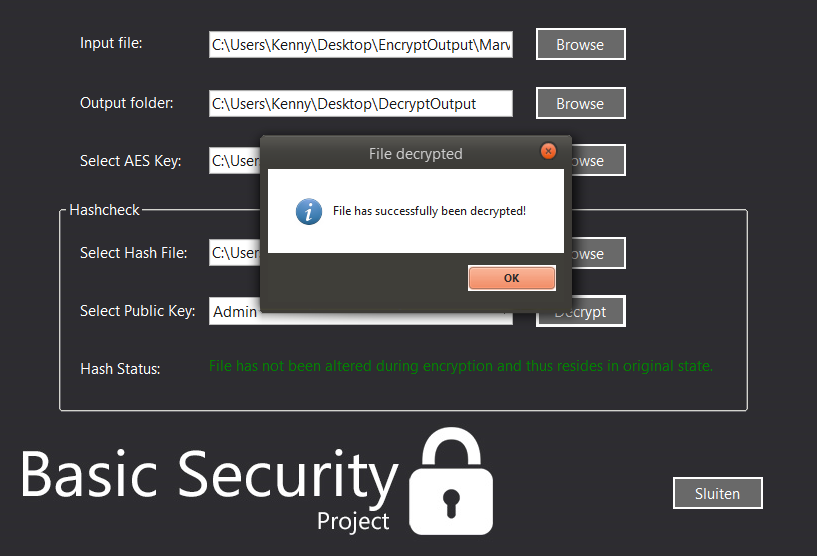 Input file:
C:\Users\Kenny\Desktop\EncryptOutput\Marv
Browse
Output folder:
C:\Users\Kenny\Desktop\DecryptOutput
Browse
Select AES Key:
C:\User
owse
File decrypted
File has successfully been decrypted!
OK
Hashcheck
Select Hash File:
C:\User
owse
Select Public Key:
Admin
Decrypt
Hash Status:
File has not been altered during encryption and thus resides in original state.
Basic Security
Project
Sluiten